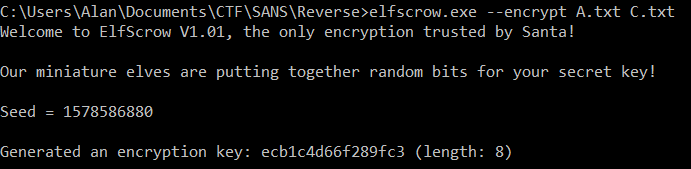 C:\Users\Alan\Documents\CTF\SANS\Reverse>elfscrow.exe --encrypt A.txt C.txt
Welcome to ElfScrow V1.01, the only encryption trusted by Santa!
Our miniature elves are putting together random bits for your secret key!
Seed = 1578586880
Generated an encryption key: ecb1c4d66f289fc3 (length: 8)